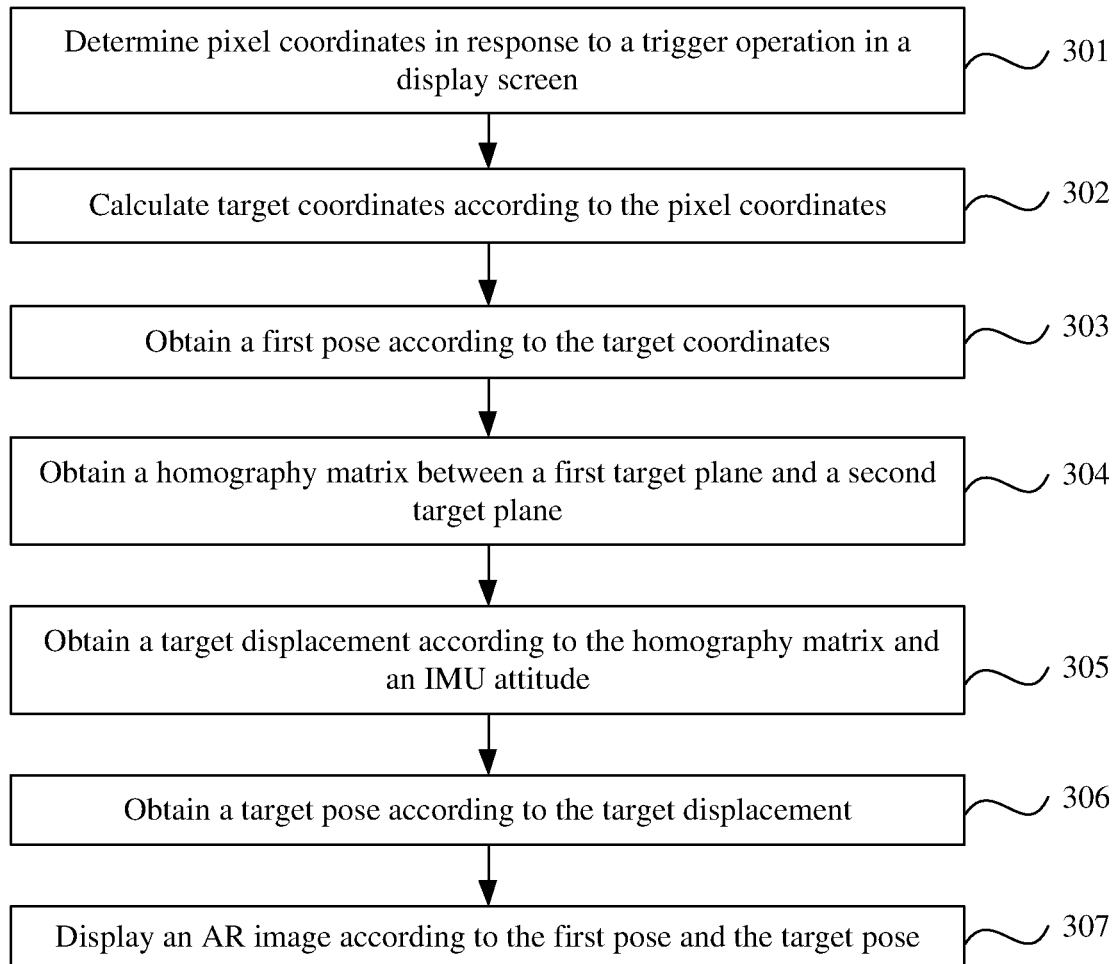 Determine pixel coordinates in response to a trigger operation in a
display screen
301
Calculate target coordinates according to the pixel coordinates
302
Obtain a first pose according to the target coordinates
303
Obtain a homography matrix between a first target plane and a second
target plane
304
Obtain a target displacement according to the homography matrix and
an IMU attitude
305
Obtain a target pose according to the target displacement
306
Display an AR image according to the first pose and the target pose
307